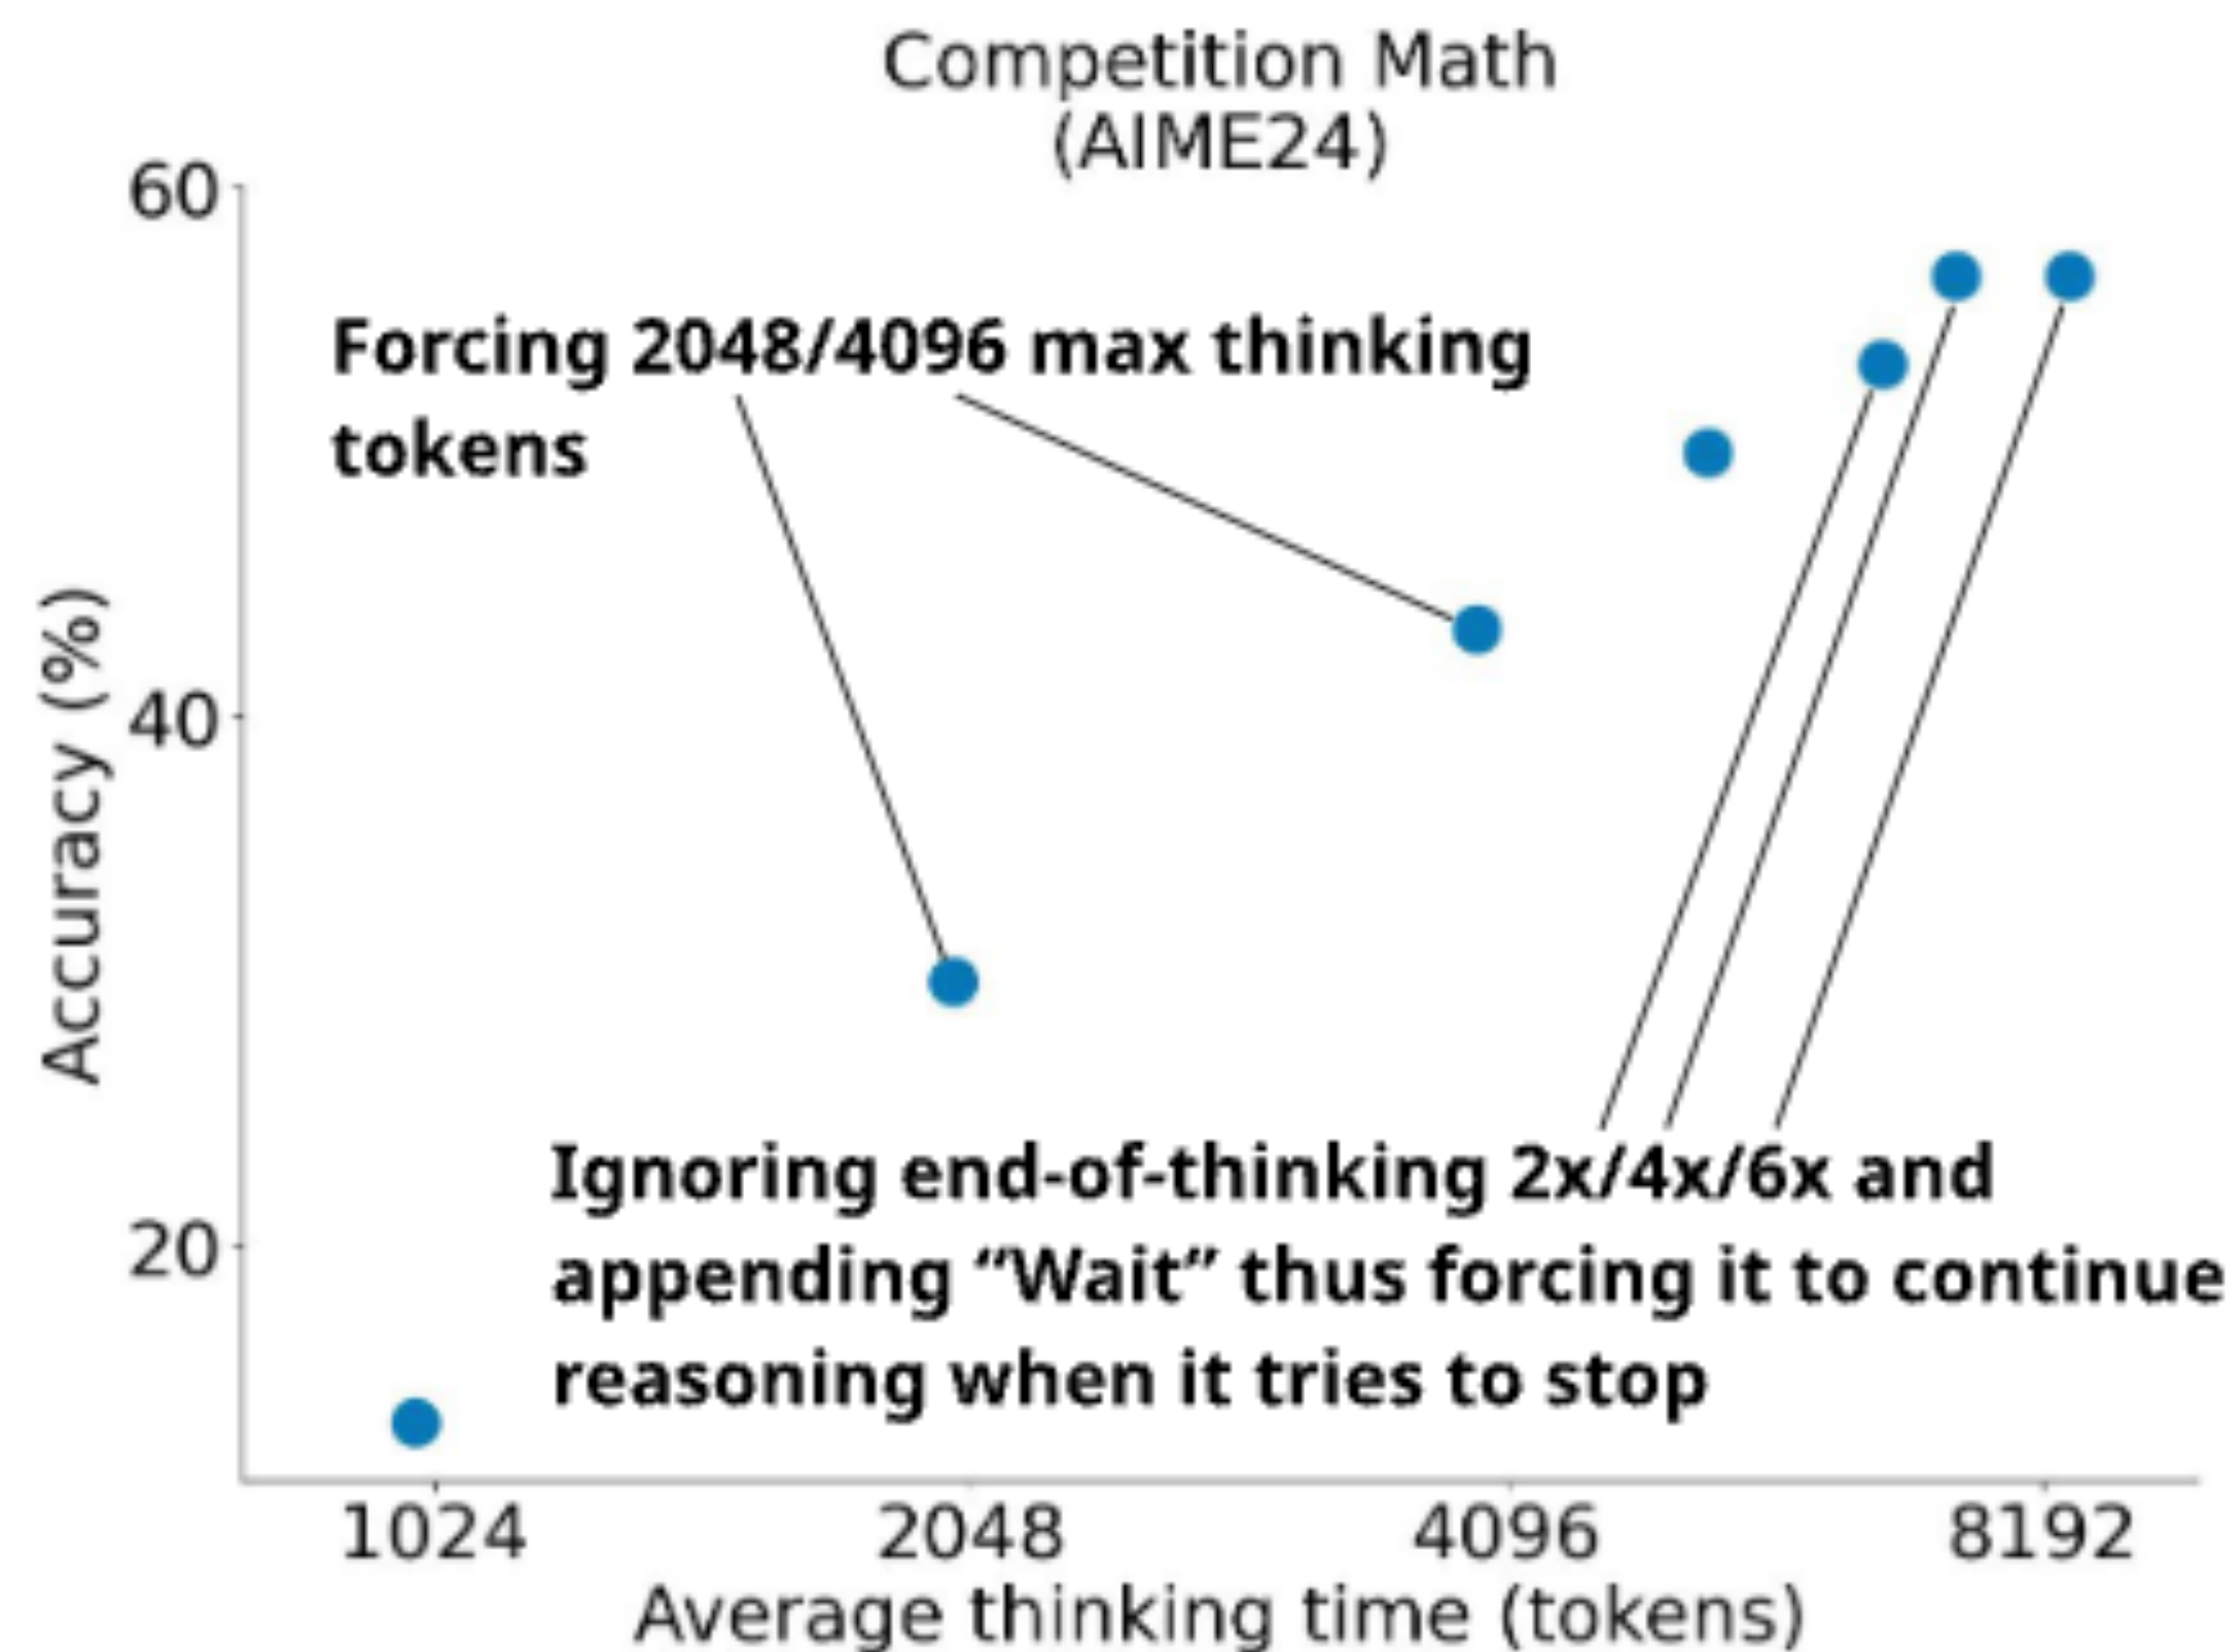 Competition Math
(AIME24)
60
Forcing 2048/4096 max thinking
tokens
Accuracy (%)
40
Ignoring end-of-thinking 2x/4x/6x and
20
appending “Wait” thus forcing it to continue
reasoning when it tries to stop
1024 2048 4096 8192
Average thinking time (tokens)